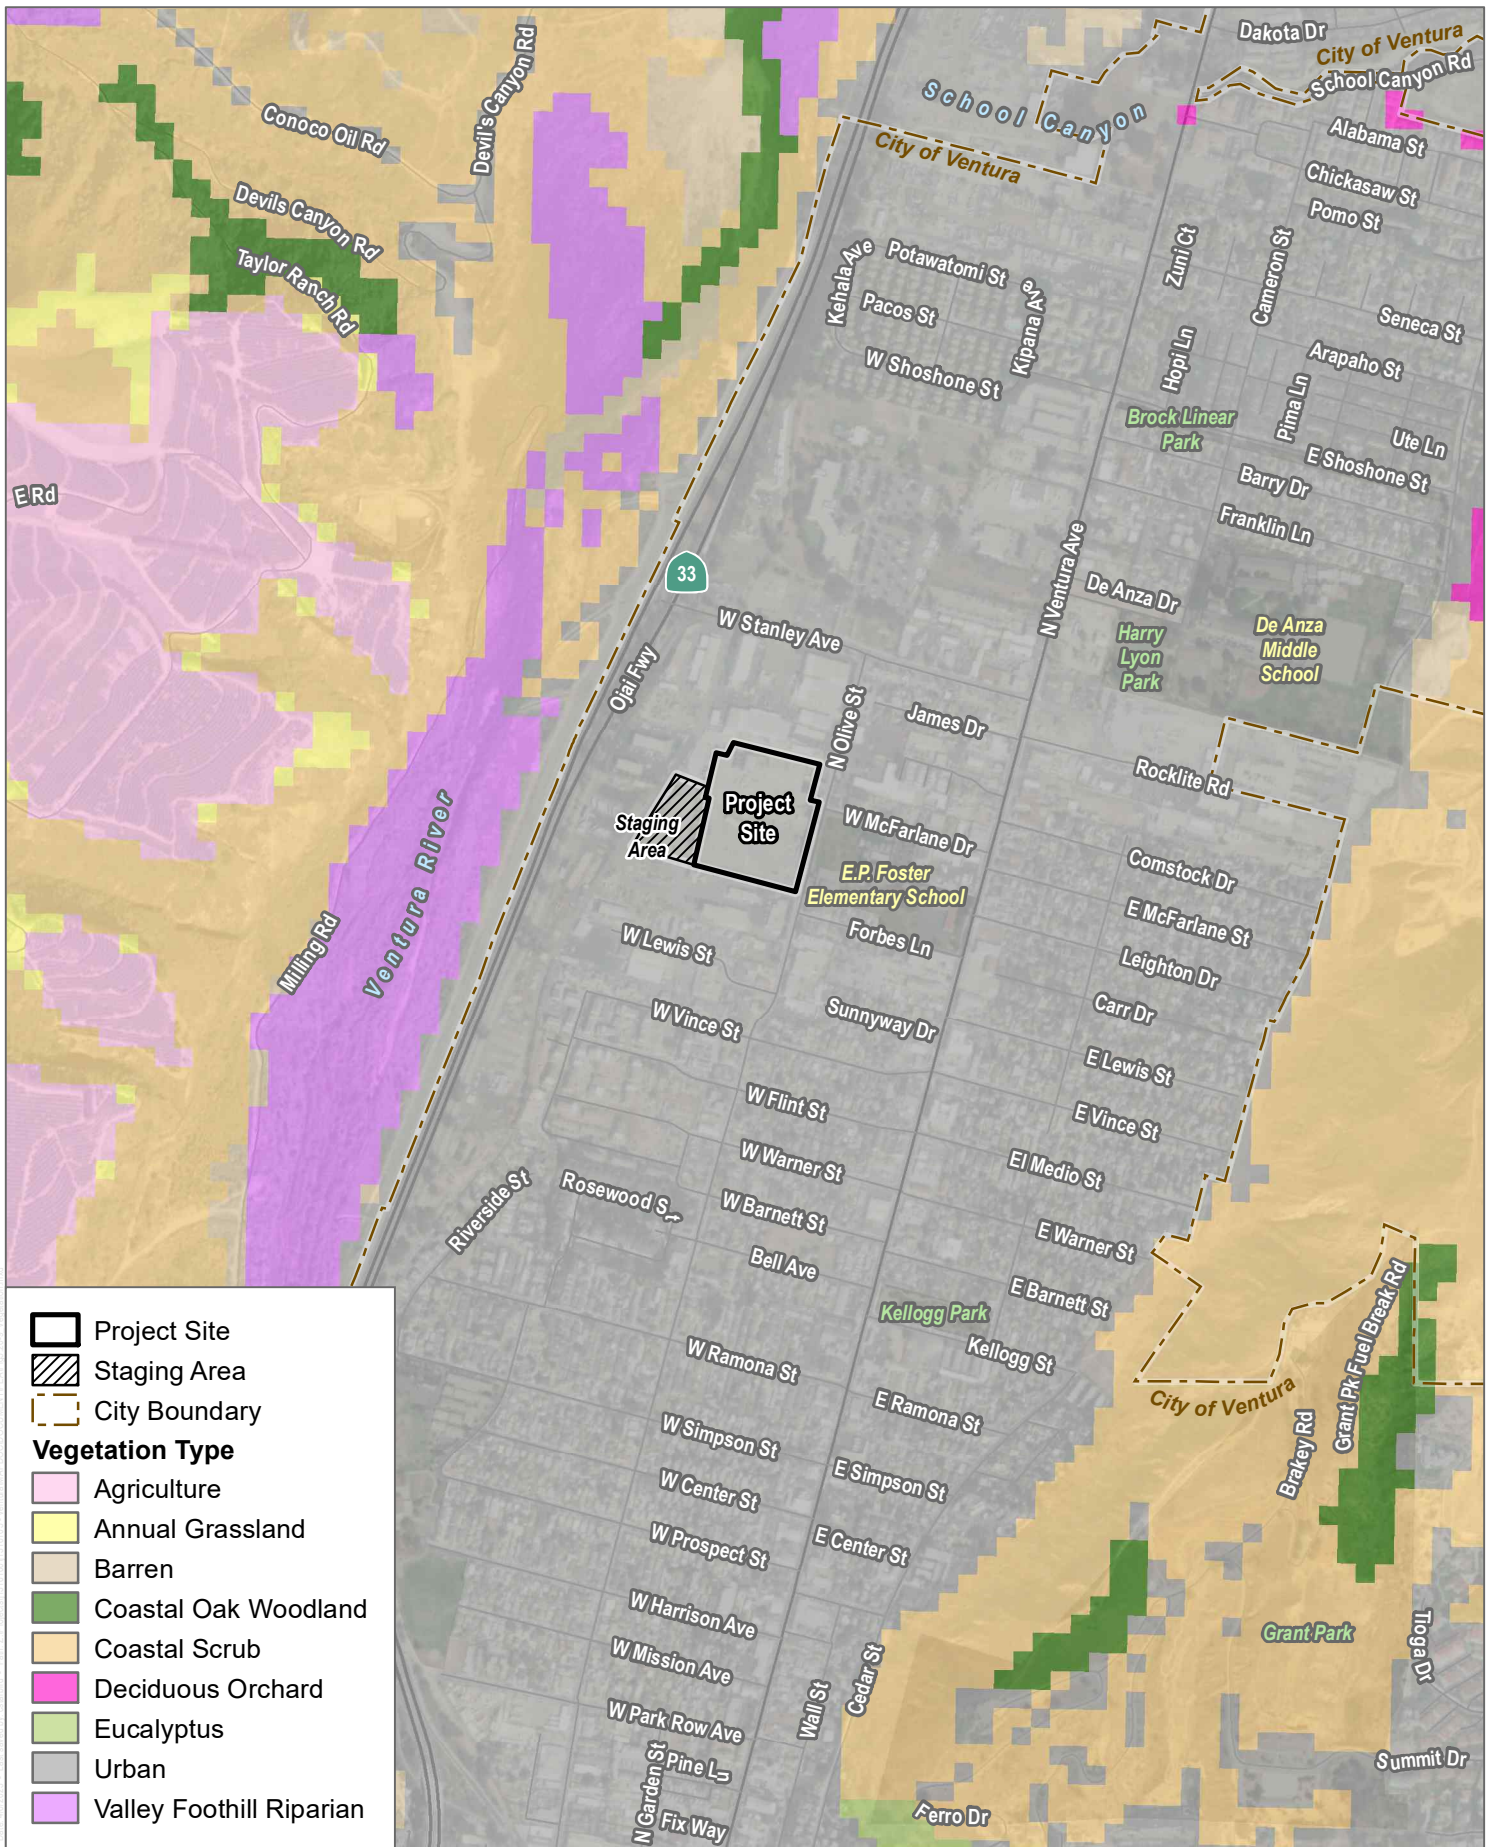 Dakota Dr
City of Ventura
School Canyon Rd
Devil's Canyon Rd
Conoco Oil Rd
School Canyon
Alabama St
City of Ventura
Chickasaw St
Devils Canyon Rd
Pomo St
Taylor Ranch Rd
Kehala Ave
Potawatomi St
Zuni Ct
Cameron St
Pacos St
Kipana Ave
Seneca St
W Shoshone St
Hopi Ln
Arapaho St
Pima Ln
Brock Linear
Park
Ute Ln
E Shoshone St
E Rd
Barry Dr
Franklin Ln
33
N Ventura Ave
De Anza Dr
W Stanley Ave
Harry
Lyon
Park
De Anza
Middle
School
Ojai Fwy
N Olive St
James Dr
Rocklite Rd
Project
Site
Staging
Area
W McFarlane Dr
Ventura River
Comstock Dr
E.P. Foster
Elementary School
E McFarlane St
Milling Rd
W Lewis St
Forbes Ln
Leighton Dr
Carr Dr
W Vince St
Sunnyway Dr
E Lewis St
W Flint St
E Vince St
W Warner St
El Medio St
Riverside St
Rosewood St
W Barnett St
E Warner St
Bell Ave
E Barnett St
Kellogg Park
Kellogg St
Grant Pk Fuel Break Rd
W Ramona St
City of Ventura
E Ramona St
Brakey Rd
W Simpson St
E Simpson St
W Center St
E Center St
W Prospect St
W Harrison Ave
Grant Park
Tioga Dr
W Mission Ave
Cedar St
Wall St
W Park Row Ave
Summit Dr
Pine Ln
N Garden St
Ferro Dr
Fix Way
Project Site
Staging Area
City Boundary
Vegetation Type
Agriculture
Annual Grassland
Barren
Coastal Oak Woodland
Coastal Scrub
Deciduous Orchard
Eucalyptus
Urban
Valley Foothill Riparian